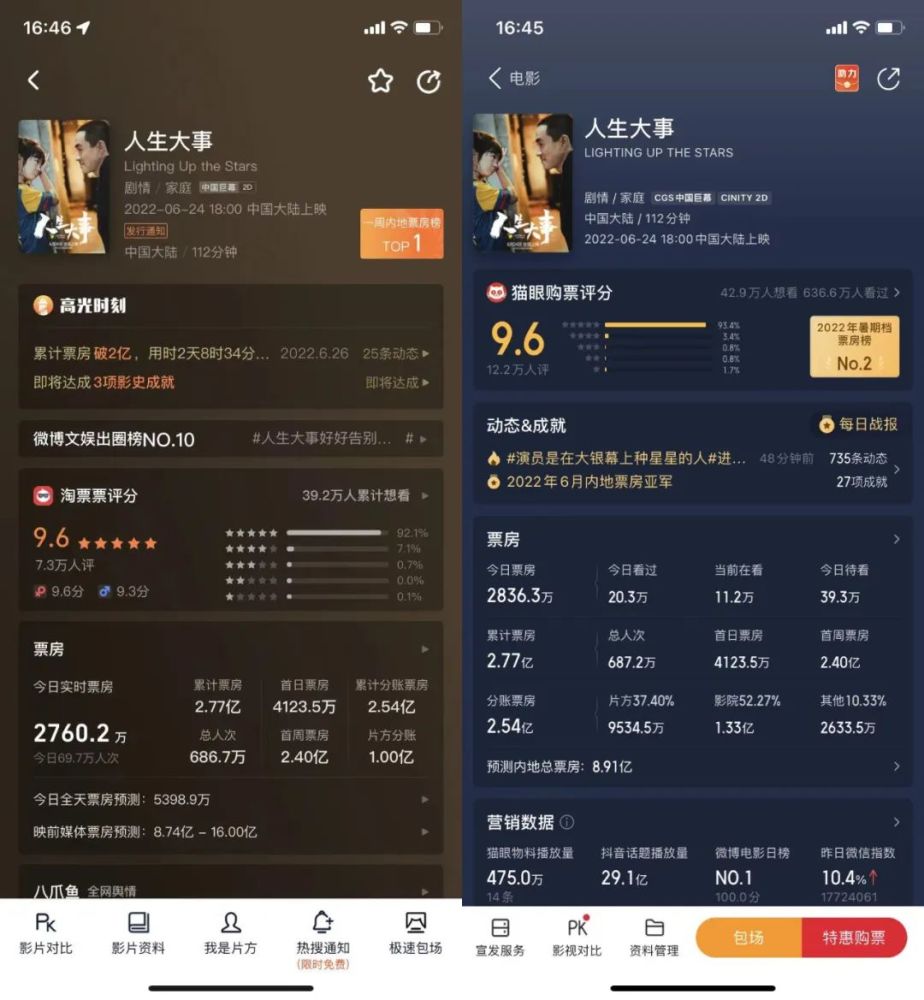 16:46
人生大事
Lighting Up the Stars
剧情 / 家庭 中国巨幕 2D
2022-06-24 18:00 中国大陆上映
发行通知
中国大陆 / 112分钟
一周内地票房榜
TOP 1
人生大事
高光时刻
累计票房破2亿，用时2天8时34分... 2022.6.26 25条动态
即将达成3项影史成就 即将达成
微博文娱出圈榜NO.10 #人生大事好好告别... #
淘票票评分 39.2万人累计想看
9.6
7.3万人评
9.6分 9.3分
92.1%
7.1%
0.7%
0.0%
0.1%
票房
今日实时票房 累计票房 首日票房 累计分账票房
2.77亿 4123.5万 2.54亿
2760.2万 总人次 首周票房 片方分账
今日69.7万人次 686.7万 2.40亿 1.00亿
今日全天票房预测：5398.9万
映前媒体票房预测：8.74亿 – 16.00亿
八爪鱼 全网舆情
影片对比 影片资料 我是片方 热搜通知 极速包场
(限时免费)
16:45
电影 助力
人生大事
LIGHTING UP THE STARS
剧情 / 家庭 CGS中国巨幕 CINITY 2D
中国大陆 / 112分钟
2022-06-24 18:00中国大陆上映
人生大事
猫眼购票评分 42.9万人想看 636.6万人看过
9.6
12.2万人评
93.4%
3.4%
0.8%
0.8%
1.7%
2022年暑期档
票房榜
No.2
动态&成就 每日战报
#演员是在大银幕上种星星的人#进... 48分钟前 735条动态
2022年6月内地票房亚军 27项成就
票房
今日票房 今日看过 当前在看 今日待看
2836.3万 20.3万 11.2万 39.3万
累计票房 总人次 首日票房 首周票房
2.77亿 687.2万 4123.5万 2.40亿
分账票房 片方37.40% 影院52.27% 其他10.33%
2.54亿 9534.5万 1.33亿 2633.5万
预测内地总票房：8.91亿
营销数据
猫眼物料播放量 抖音话题播放量 微博电影日榜 昨日微信指数
475.0万 29.1亿 NO.1 10.4%↑
14条 100.0分 17724061
PK
宣发服务 影视对比 资料管理 包场 特惠购票